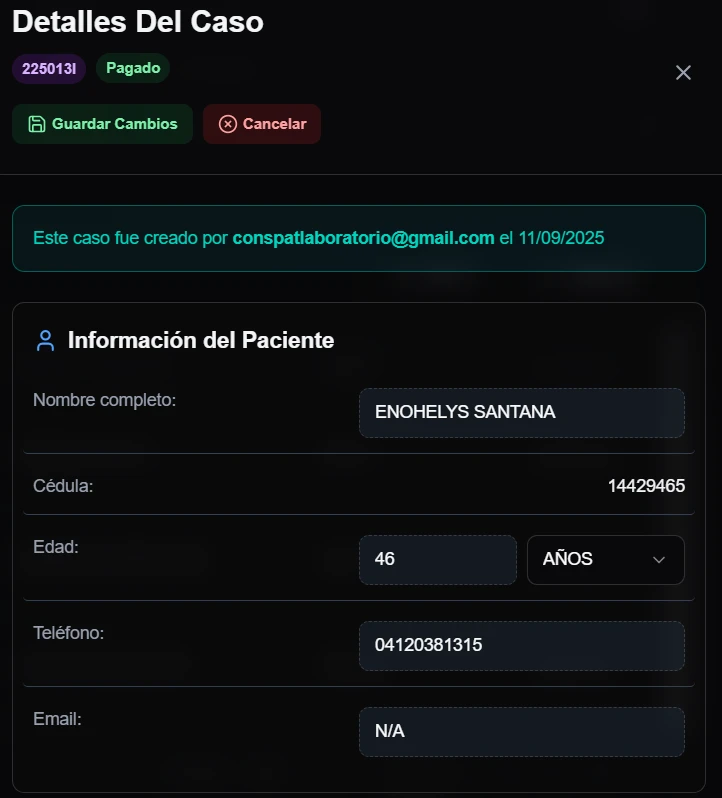 Detalles Del Caso
225013I Pagado
Guardar Cambios Cancelar
Este caso fue creado por conspatlaboratorio@gmail.com el 11/09/2025
Información del Paciente
Nombre completo: ENOHELYS SANTANA
Cédula: 14429465
Edad: 46 AÑOS
Teléfono: 04120381315
Email: N/A